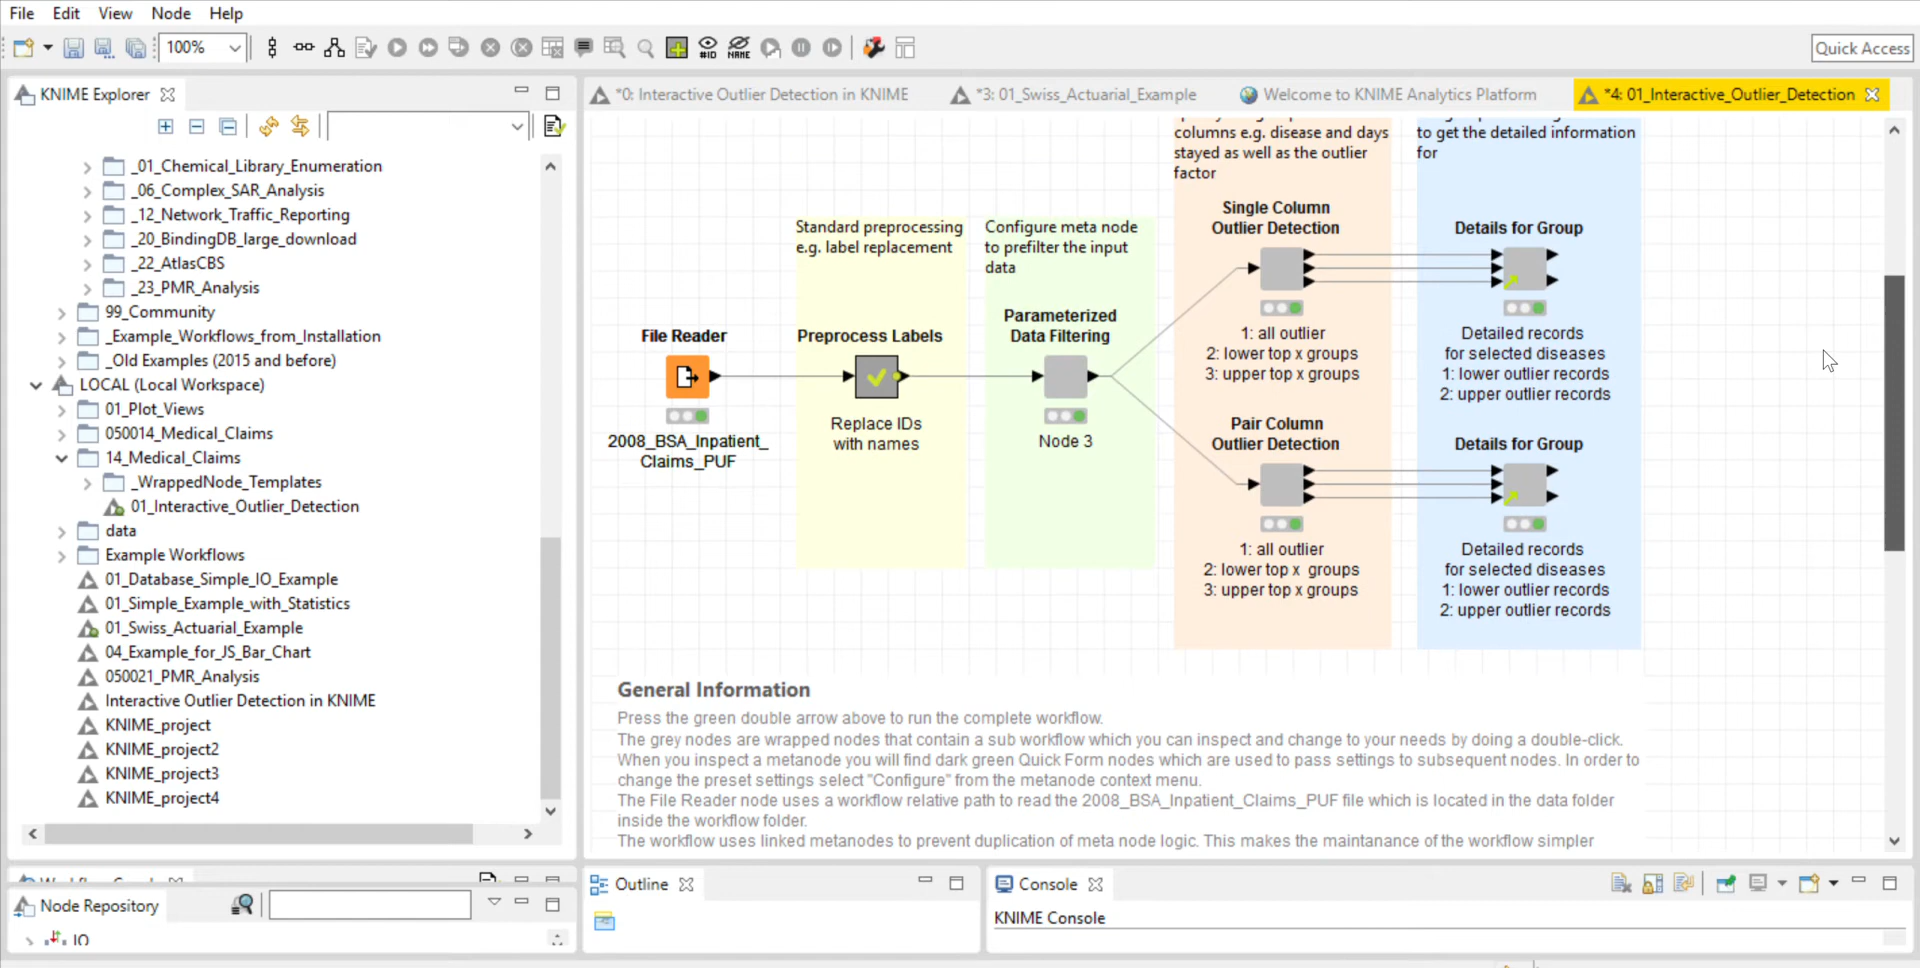 File Edit View Node Help
100%
#ID
NAME
Quick Access
KNIME Explorer
*0: Interactive Outlier Detection in KNIME
*3: 01_Swiss_Actuarial_Example
Welcome to KNIME Analytics Platform
*4: 01_Interactive_Outlier_Detection
_01_Chemical_Library_Enumeration
_06_Complex_SAR_Analysis
_12_Network_Traffic_Reporting
_20_BindingDB_large_download
_22_AtlasCBS
_23_PMR_Analysis
99_Community
_Example_Workflows_from_Installation
_Old Examples (2015 and before)
LOCAL (Local Workspace)
01_Plot_Views
050014_Medical_Claims
14_Medical_Claims
_WrappedNode_Templates
01_Interactive_Outlier_Detection
data
Example Workflows
01_Database_Simple_IO_Example
01_Simple_Example_with_Statistics
01_Swiss_Actuarial_Example
04_Example_for_JS_Bar_Chart
050021_PMR_Analysis
Interactive Outlier Detection in KNIME
KNIME_project
KNIME_project2
KNIME_project3
KNIME_project4
File Reader
2008_BSA_Inpatient_
Claims_PUF
Standard preprocessing
e.g. label replacement
Preprocess Labels
Replace IDs
with names
Configure meta node
to prefilter the input
data
Parameterized
Data Filtering
Node 3
columns e.g. disease and days
stayed as well as the outlier
factor
Single Column
Outlier Detection
1: all outlier
2: lower top x groups
3: upper top x groups
Pair Column
Outlier Detection
1: all outlier
2: lower top x groups
3: upper top x groups
to get the detailed information
for
Details for Group
Detailed records
for selected diseases
1: lower outlier records
2: upper outlier records
Details for Group
Detailed records
for selected diseases
1: lower outlier records
2: upper outlier records
General Information
Press the green double arrow above to run the complete workflow.
The grey nodes are wrapped nodes that contain a sub workflow which you can inspect and change to your needs by doing a double-click.
When you inspect a metanode you will find dark green Quick Form nodes which are used to pass settings to subsequent nodes. In order to
change the preset settings select "Configure" from the metanode context menu.
The File Reader node uses a workflow relative path to read the 2008_BSA_Inpatient_Claims_PUF file which is located in the data folder
inside the workflow folder.
The workflow uses linked metanodes to prevent duplication of meta node logic. This makes the maintanance of the workflow simpler
Node Repository
IO
Outline
Console
KNIME Console